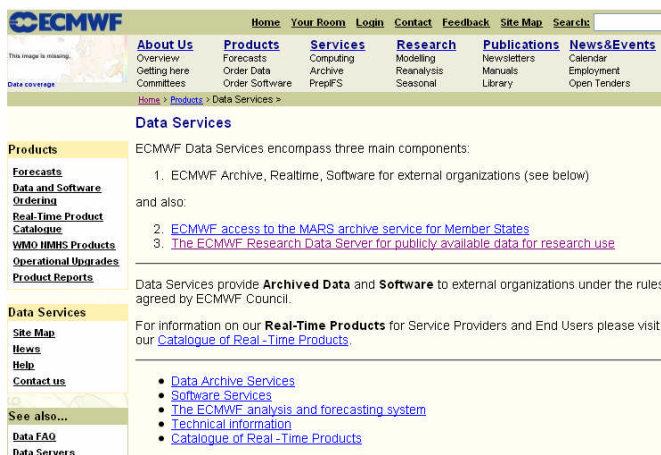 ECMWF
Home Your Room Login Contact Feedback Site Map Search:
This image is missing.
Data coverage
About Us Products Services Research Publications News&Events
Overview Forecasts Computing Modelling Newsletters Calendar
Getting here Order Data Archive Reanalysis Manuals Employment
Committees Order Software PrepIFS Seasonal Library Open Tenders
Home > Products > Data Services >
Data Services
Products
Forecasts
Data and Software
Ordering
Real-Time Product
Catalogue
WMO NMHS Products
Operational Upgrades
Product Reports
Data Services
Site Map
News
Help
Contact us
See also...
Data FAQ
Data Servers
ECMWF Data Services encompass three main components:
1. ECMWF Archive, Realtime, Software for external organizations (see below)
and also:
2. ECMWF access to the MARS archive service for Member States
3. The ECMWF Research Data Server for publicly available data for research use
Data Services provide Archived Data and Software to external organizations under the rules
agreed by ECMWF Council.
For information on our Real-Time Products for Service Providers and End Users please visit
our Catalogue of Real -Time Products.
• Data Archive Services
• Software Services
• The ECMWF analysis and forecasting system
• Technical information
• Catalogue of Real -Time Products